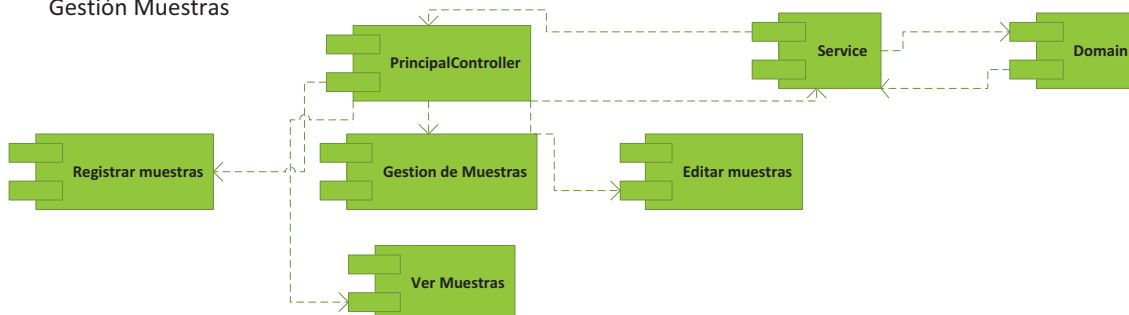 Gestión Muestras
PrincipalController
Service
Domain
Registrar muestras
Gestion de Muestras
Editar muestras
Ver Muestras